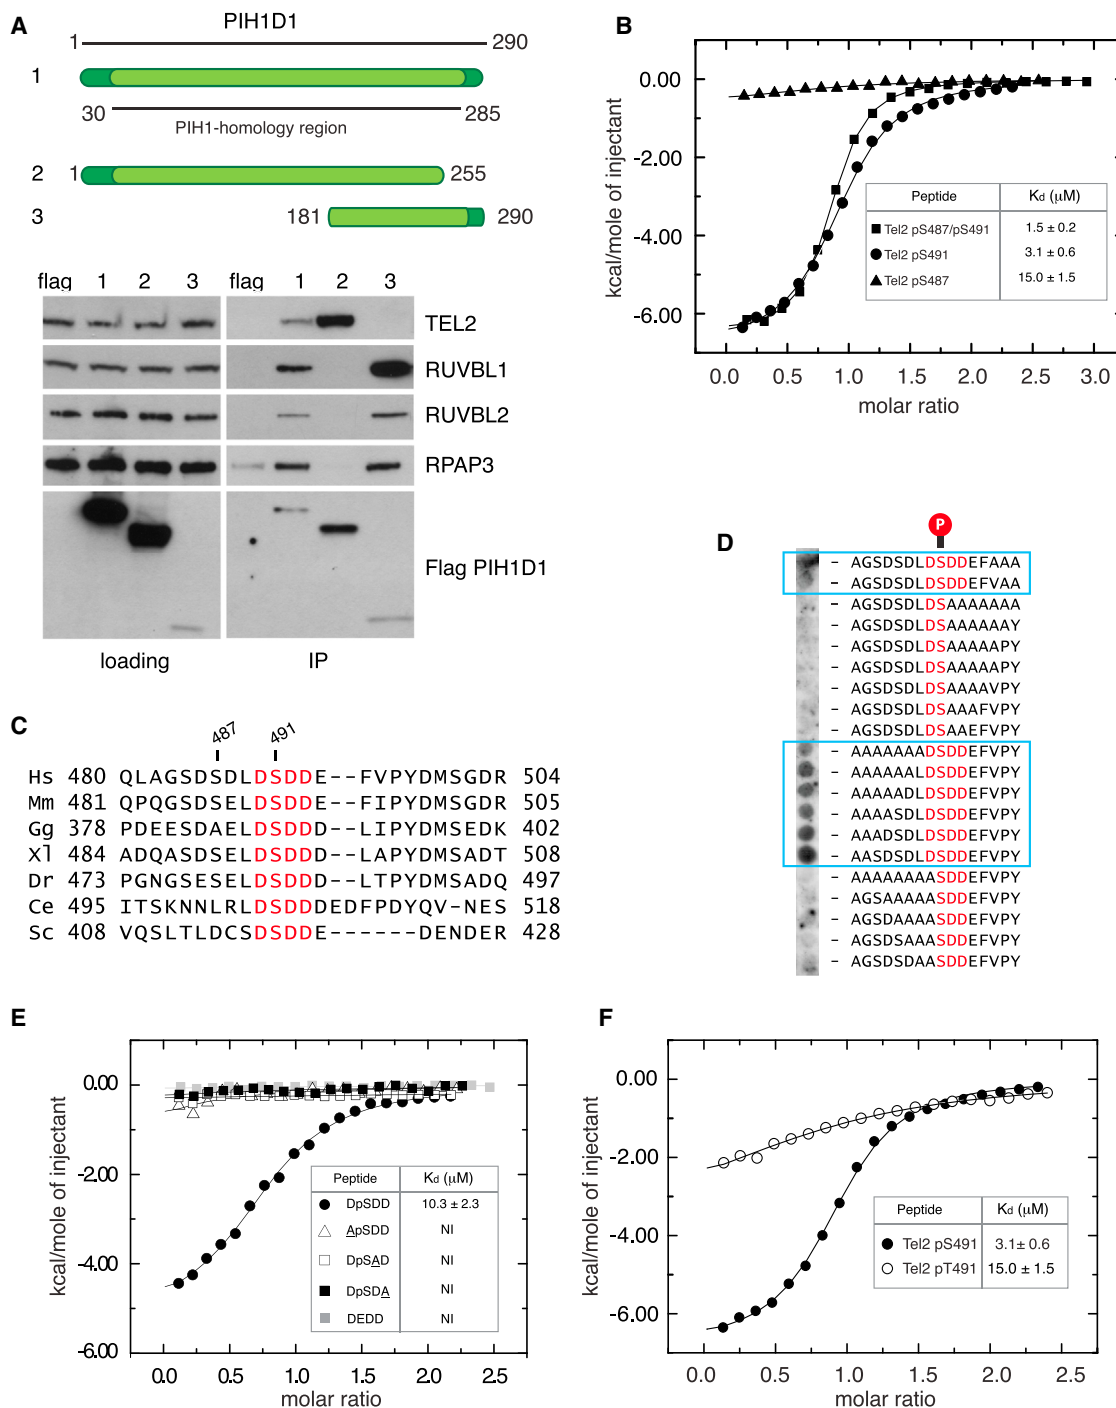 A
PIH1D1
1 290
1
30 285
PIH1-homology region
2 1 255
3 181 290
flag 1 2 3 flag 1 2 3
TEL2
RUVBL1
RUVBL2
RPAP3
Flag PIH1D1
loading IP
B
0.00
-2.00
-4.00
-6.00
kcal/mole of injectant
0.0 0.5 1.0 1.5 2.0 2.5 3.0
molar ratio
Peptide Kd (μM)
Tel2 pS487/pS491 1.5 ± 0.2
Tel2 pS491 3.1 ± 0.6
Tel2 pS487 15.0 ± 1.5
C
487 491
Hs 480 QLAGSDSDLDSDDE--FVPYDMSGDR 504
Mm 481 QPQGSDSELDSDDE--FIPYDMSGDR 505
Gg 378 PDEESDAELDSDDD--LIPYDMSEDK 402
Xl 484 ADQASDSELDSDDD--LAPYDMSADT 508
Dr 473 PGNGSESELDSDDD--LTPYDMSADQ 497
Ce 495 ITSKNNLRLDSDDDEDFPDYQV-NES 518
Sc 408 VQSLTLDCSDSDDE------DENDER 428
D
P
- AGSDSDLDSDDEFAAA
- AGSDSDLDSDDEFVAA
- AGSDSDLDSAAAAAAA
- AGSDSDLDSAAAAAAY
- AGSDSDLDSAAAAAPY
- AGSDSDLDSAAAAAPY
- AGSDSDLDSAAAAVPY
- AGSDSDLDSAAAFVPY
- AGSDSDLDSAAEFVPY
- AAAAAAADSDDEFVPY
- AAAAAALDSDDEFVPY
- AAAAADLDSDDEFVPY
- AAAASDLDSDDEFVPY
- AAADSDLDSDDEFVPY
- AASDSDLDSDDEFVPY
- AAAAAAAASDDEFVPY
- AGSAAAAASDDEFVPY
- AGSDAAAASDDEFVPY
- AGSDSAAASDDEFVPY
- AGSDSDAASDDEFVPY
E
0.00
-2.00
-4.00
-6.00
kcal/mole of injectant
0.0 0.5 1.0 1.5 2.0 2.5
molar ratio
Peptide Kd (μM)
DpSDD 10.3 ± 2.3
ApSDD NI
DpSAD NI
DpSDA NI
DEDD NI
F
0.00
-2.00
-4.00
-6.00
kcal/mole of injectant
0.0 0.5 1.0 1.5 2.0 2.5
molar ratio
Peptide Kd (μM)
Tel2 pS491 3.1± 0.6
Tel2 pT491 15.0 ± 1.5